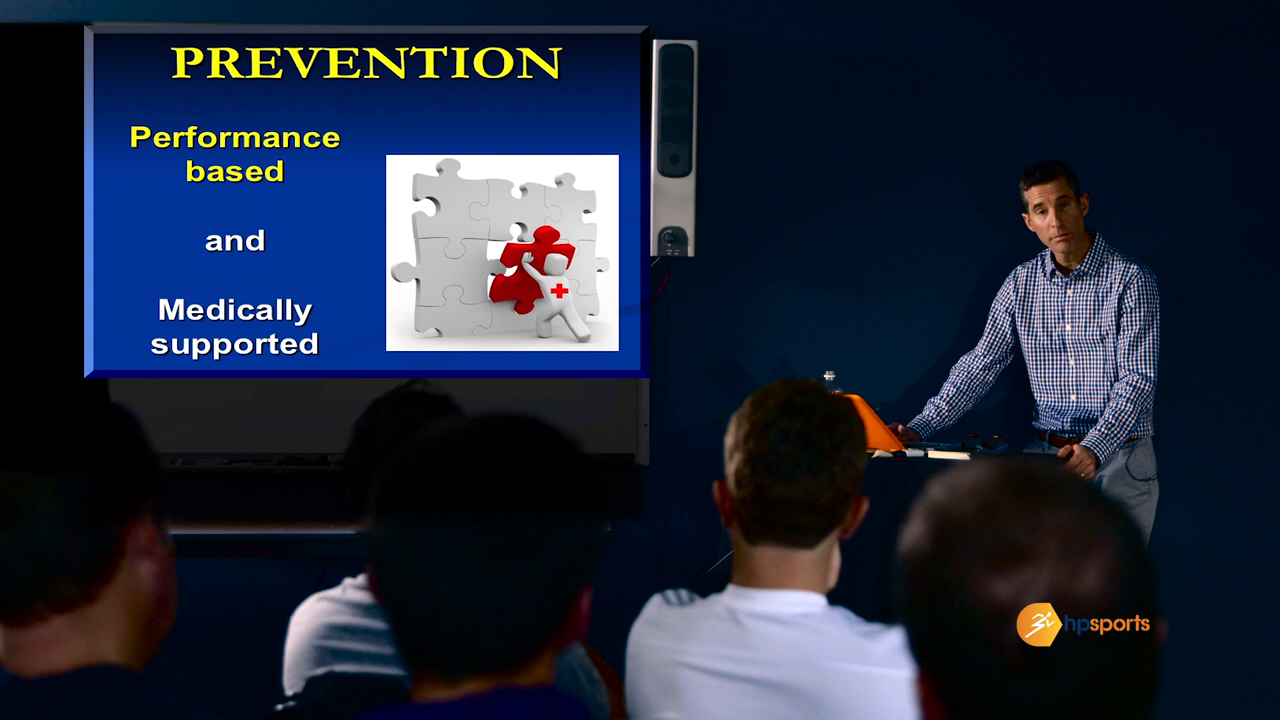 PREVENTION
Performance
based
and
Medically
supported
hpsports